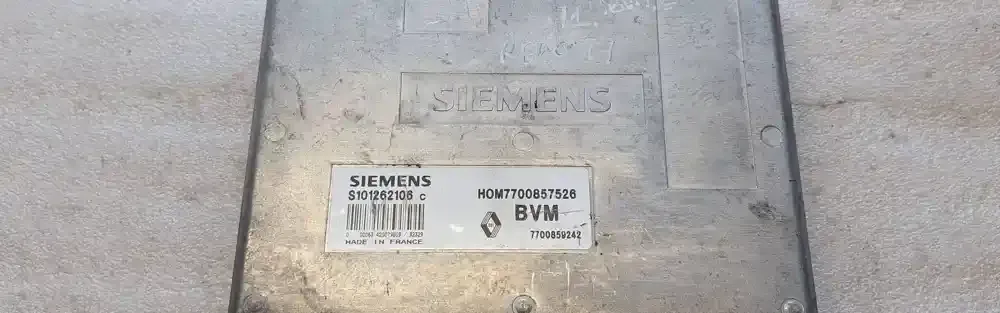 SIEMENS
SIEMENS
S101262106 C
HOM7700857526
BVM
7700859242
MADE IN FRANCE